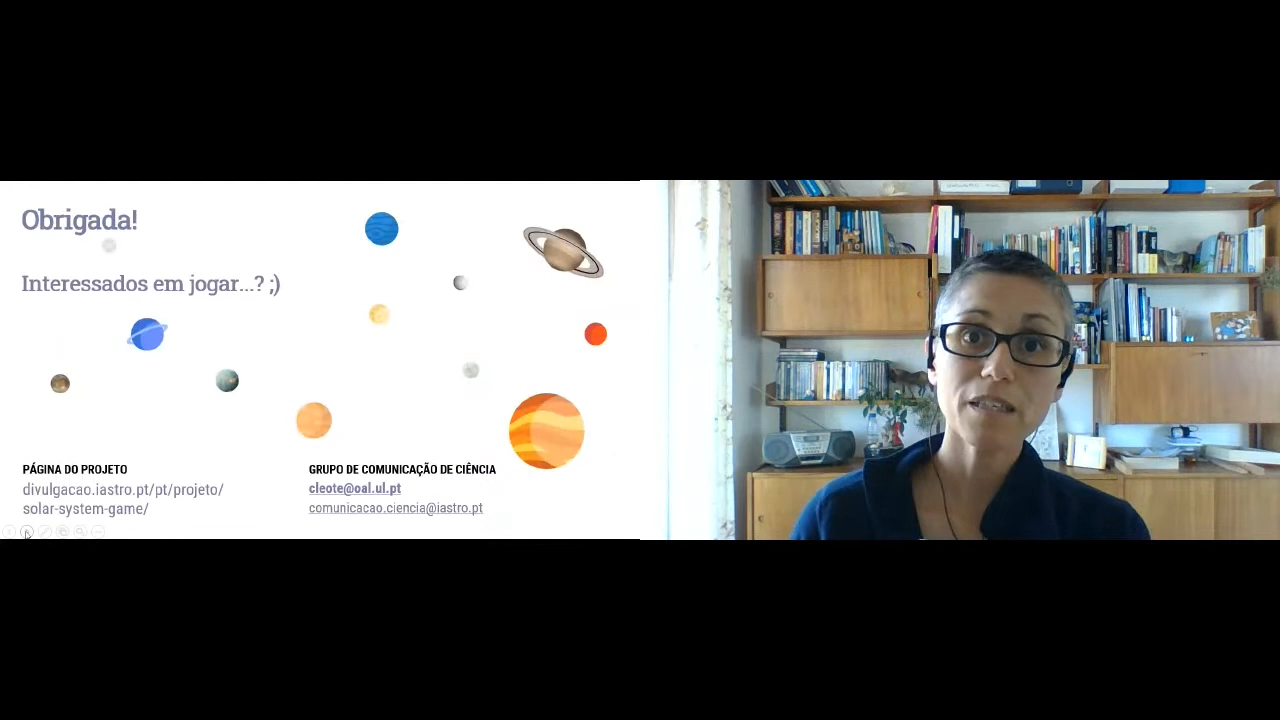 Obrigada!
Interessados em jogar...? ;)
PÁGINA DO PROJETO
divulgacao.iastro.pt/pt/projeto/
solar-system-game/
GRUPO DE COMUNICAÇÃO DE CIÊNCIA
cleote@oal.ul.pt
comunicacao.ciencia@iastro.pt